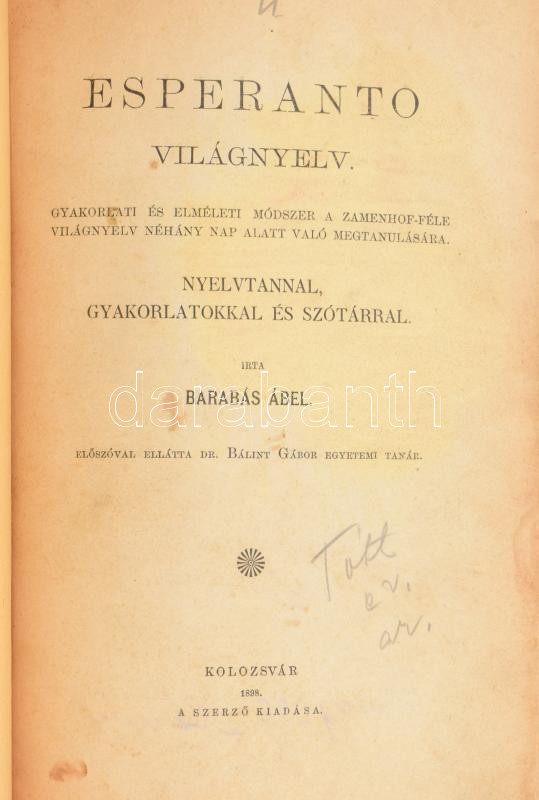 ESPERANTO
VILÁGNYELV.
GYAKORLATI ÉS ELMÉLETI MÓDSZER A ZAMENHOF-FÉLE
VILÁGNYELV NÉHÁNY NAP ALATT VALÓ MEGTANULÁSÁRA.
NYELVTANNAL,
GYAKORLATOKKAL ÉS SZÓTÁRRAL.
IRTA
BARABÁS ÁBEL.
darabanth
ELŐSZÓVAL ELLÁTTA DR. BÁLINT GÁBOR EGYETEMI TANÁR.
KOLOZSVÁR
1898.
A SZERZŐ KIADÁSA.